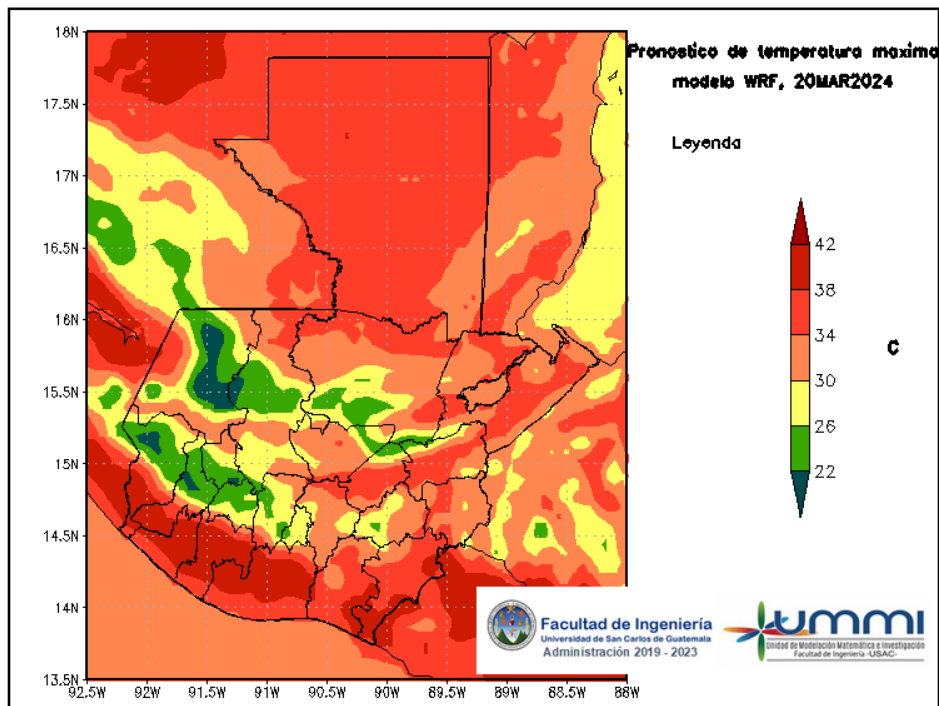 Pronostico de temperatura maxima
modelo WRF, 20MAR2024
Leyenda
42
38
34
30
26
22
C
18N
17.5N
17N
16.5N
16N
15.5N
15N
14.5N
14N
13.5N
92.5W 92W 91.5W 91W 90.5W 90W 89.5W 89W 88.5W 88W
Facultad de Ingeniería
Universidad de San Carlos de Guatemala
Administración 2019 - 2023
ummi
Unidad de Modelación Matemática e Investigación
Facultad de Ingeniería -USAC-